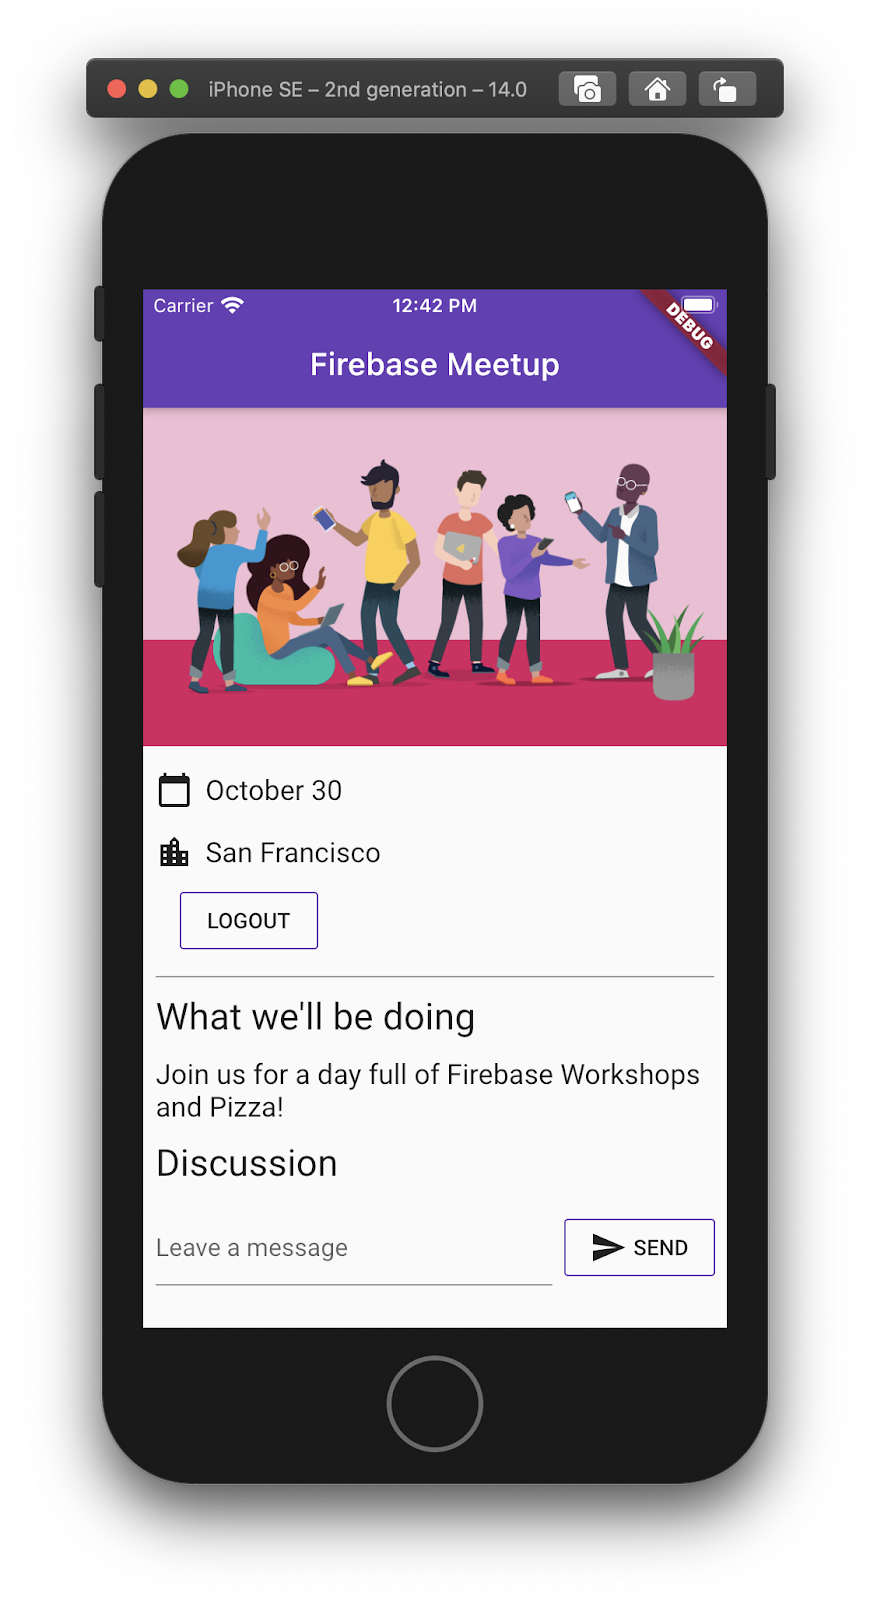 iPhone SE – 2nd generation – 14.0
Carrier 12:42 PM
DEBUG
Firebase Meetup
October 30
San Francisco
LOGOUT
What we'll be doing
Join us for a day full of Firebase Workshops
and Pizza!
Discussion
Leave a message
SEND